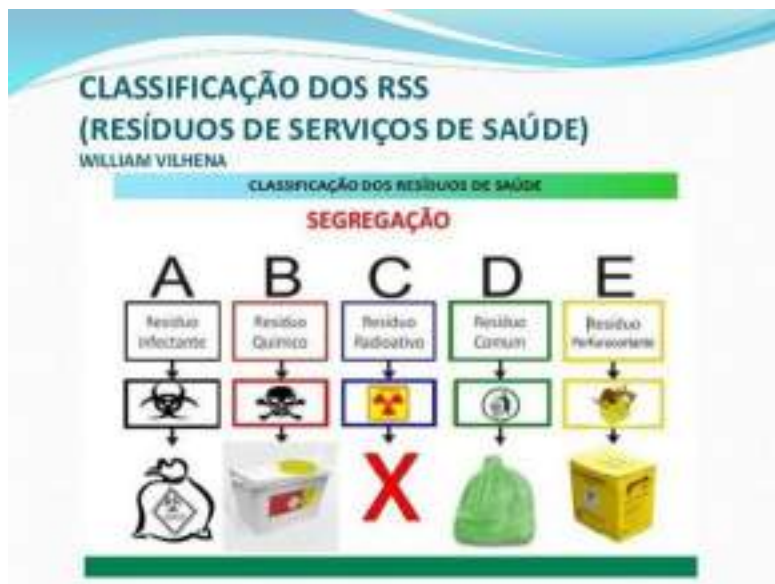 CLASSIFICAÇÃO DOS RSS
(RESÍDUOS DE SERVIÇOS DE SAÚDE)
WILLIAM VILHENA
CLASSIFICAÇÃO DOS RESÍDUOS DE SAÚDE
SEGREGAÇÃO
A B C D E
Resíduo Infectante
Resíduo Químico
Resíduo Radioativo
Resíduo Comum
Resíduo Perfurocortante
X